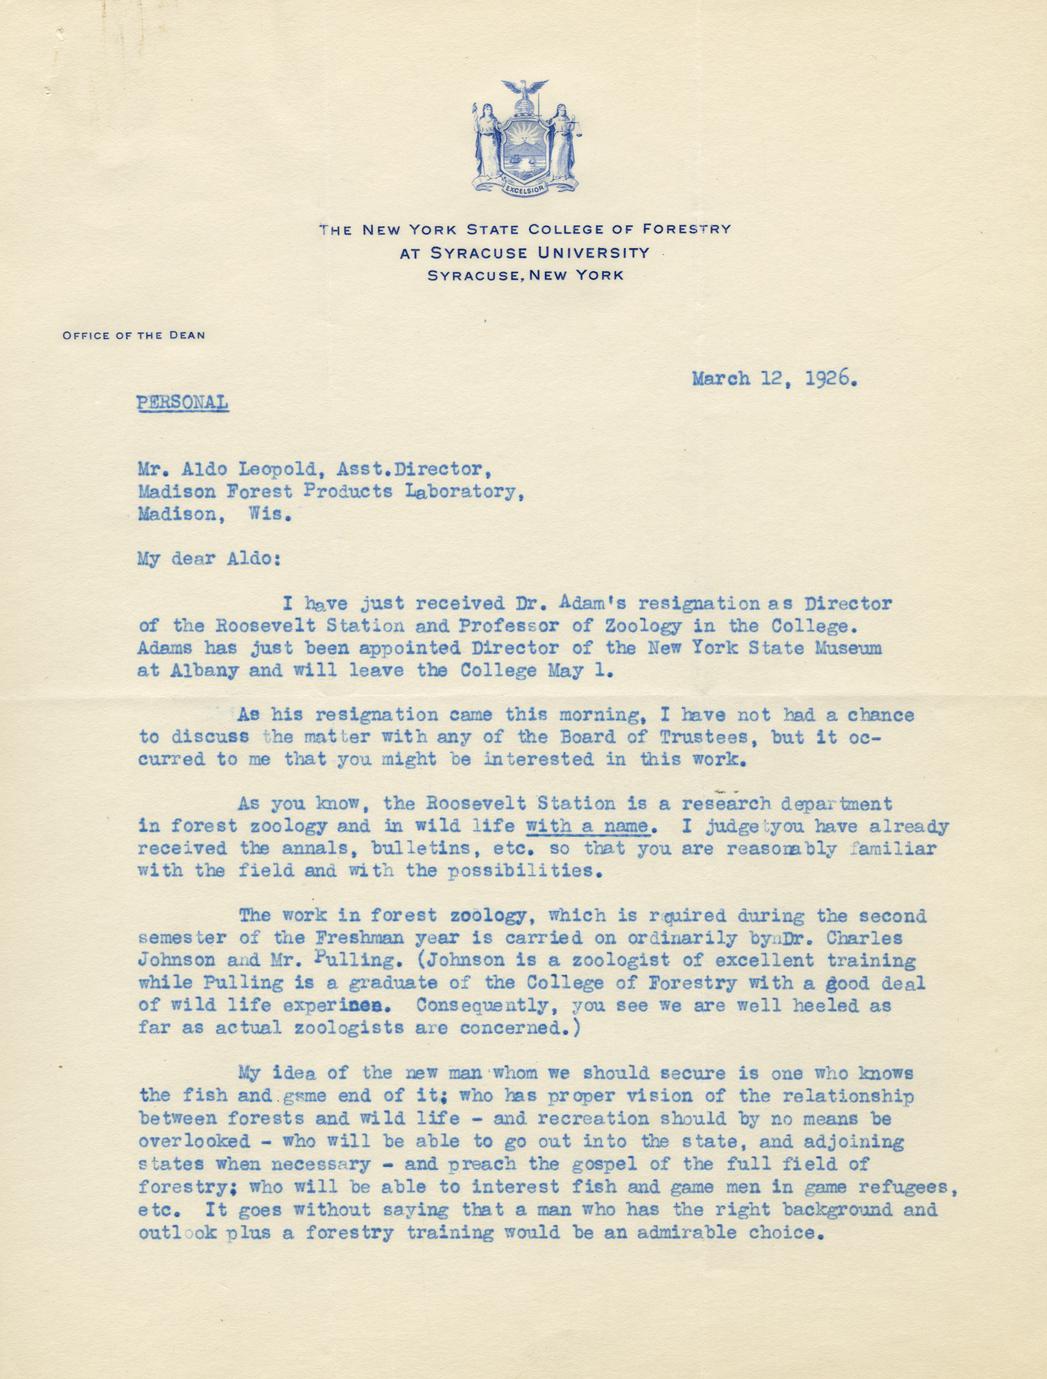 EXCELSIOR
THE NEW YORK STATE COLLEGE OF FORESTRY
AT SYRACUSE UNIVERSITY
SYRACUSE, NEW YORK
OFFICE OF THE DEAN
March 12, 1926.
PERSONAL
Mr. Aldo Leopold, Asst.Director,
Madison Forest Products Laboratory,
Madison, Wis.
My dear Aldo:
I have just received Dr. Adam's resignation as Director
of the Roosevelt Station and Professor of Zoology in the College.
Adams has just been appointed Director of the New York State Museum
at Albany and will leave the College May 1.
As his resignation came this morning, I have not had a chance
to discuss the matter with any of the Board of Trustees, but it oc-
curred to me that you might be interested in this work.
As you know, the Roosevelt Station is a research department
in forest zoology and in wild life with a name. I judge you have already
received the annals, bulletins, etc. so that you are reasonably familiar
with the field and with the possibilities.
The work in forest zoology, which is rquired during the second
semester of the Freshman year is carried on ordinarily by Dr. Charles
Johnson and Mr. Pulling. (Johnson is a zoologist of excellent training
while Pulling is a graduate of the College of Forestry with a good deal
of wild life experinee. Consequently, you see we are well heeled as
far as actual zoologists are concerned.)
My idea of the new man whom we should secure is one who knows
the fish and game end of it; who has proper vision of the relationship
between forests and wild life - and recreation should by no means be
overlooked - who will be able to go out into the state, and adjoining
states when necessary - and preach the gospel of the full field of
forestry; who will be able to interest fish and game men in game refugees,
etc. It goes without saying that a man who has the right background and
outlook plus a forestry training would be an admirable choice.